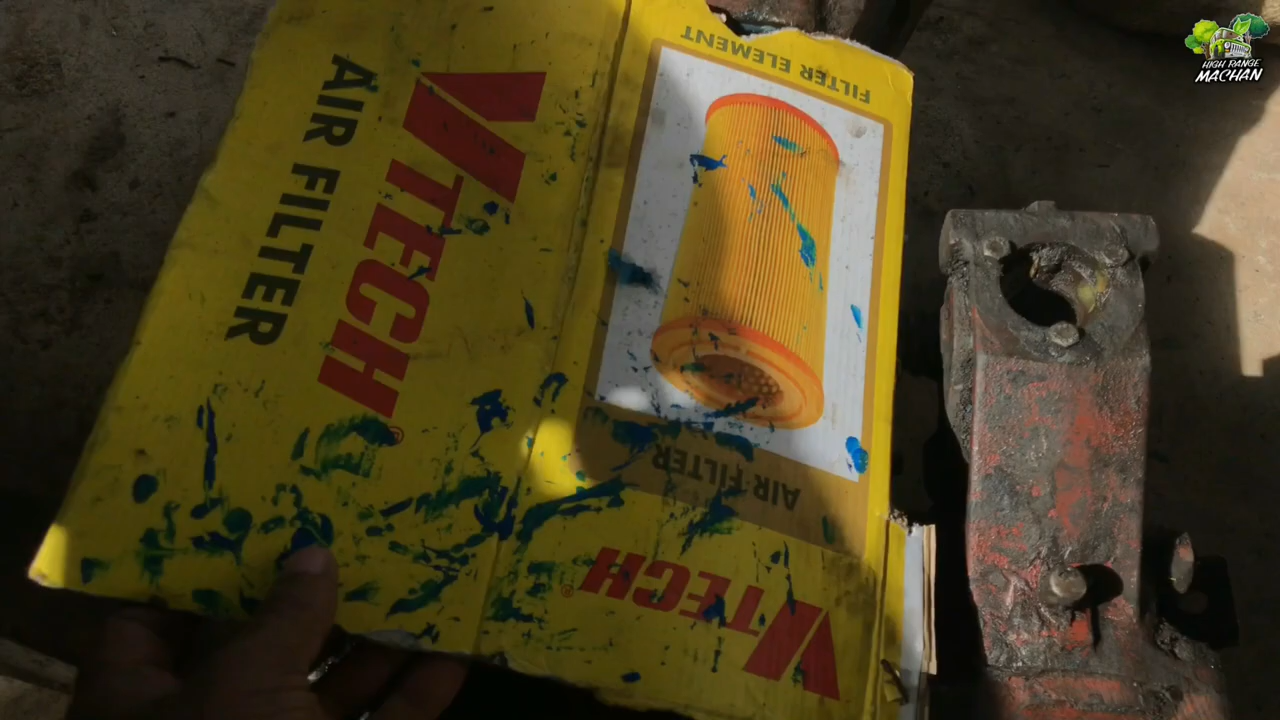 VTECH®
AIR FILTER
FILTER ELEMENT
AIR FILTER
VTECH®
HIGH RANGE
MACHAN